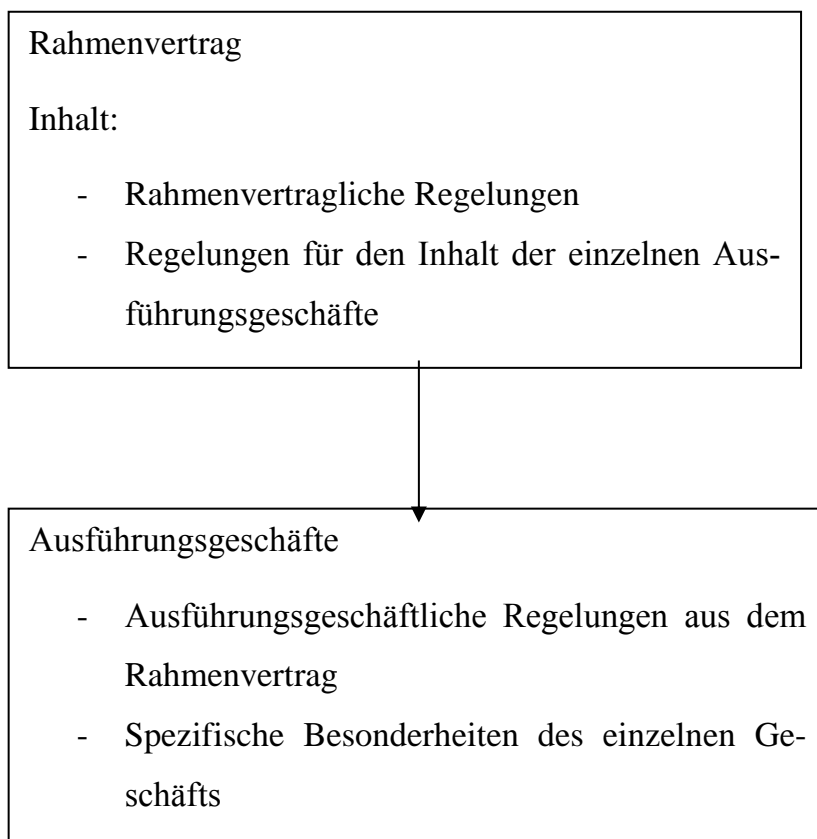 Rahmenvertrag
Inhalt:
- Rahmenvertragliche Regelungen
- Regelungen für den Inhalt der einzelnen Aus-
führungsgeschäfte
Ausführungsgeschäfte
- Ausführungsgeschäftliche Regelungen aus dem
Rahmenvertrag
- Spezifische Besonderheiten des einzelnen Ge-
schäfts